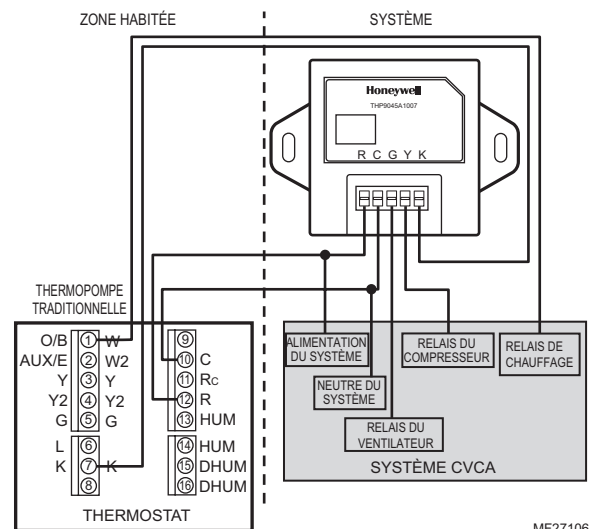 ZONE HABITÉE
SYSTÈME
Honeywell
THP9045A1007
R C G Y K
THERMOPOMPE
TRADITIONNELLE
O/B 1 W
AUX/E 2 W2
Y 3 Y
Y2 4 Y2
G 5 G
L 6
K 7 K
8
9
10 C
11 Rc
12 R
13 HUM
14 HUM
15 DHUM
16 DHUM
THERMOSTAT
ALIMENTATION
DU SYSTÈME
NEUTRE DU
SYSTÈME
RELAIS DU
VENTILATEUR
RELAIS DU
COMPRESSEUR
RELAIS DE
CHAUFFAGE
SYSTÈME CVCA
MF27106